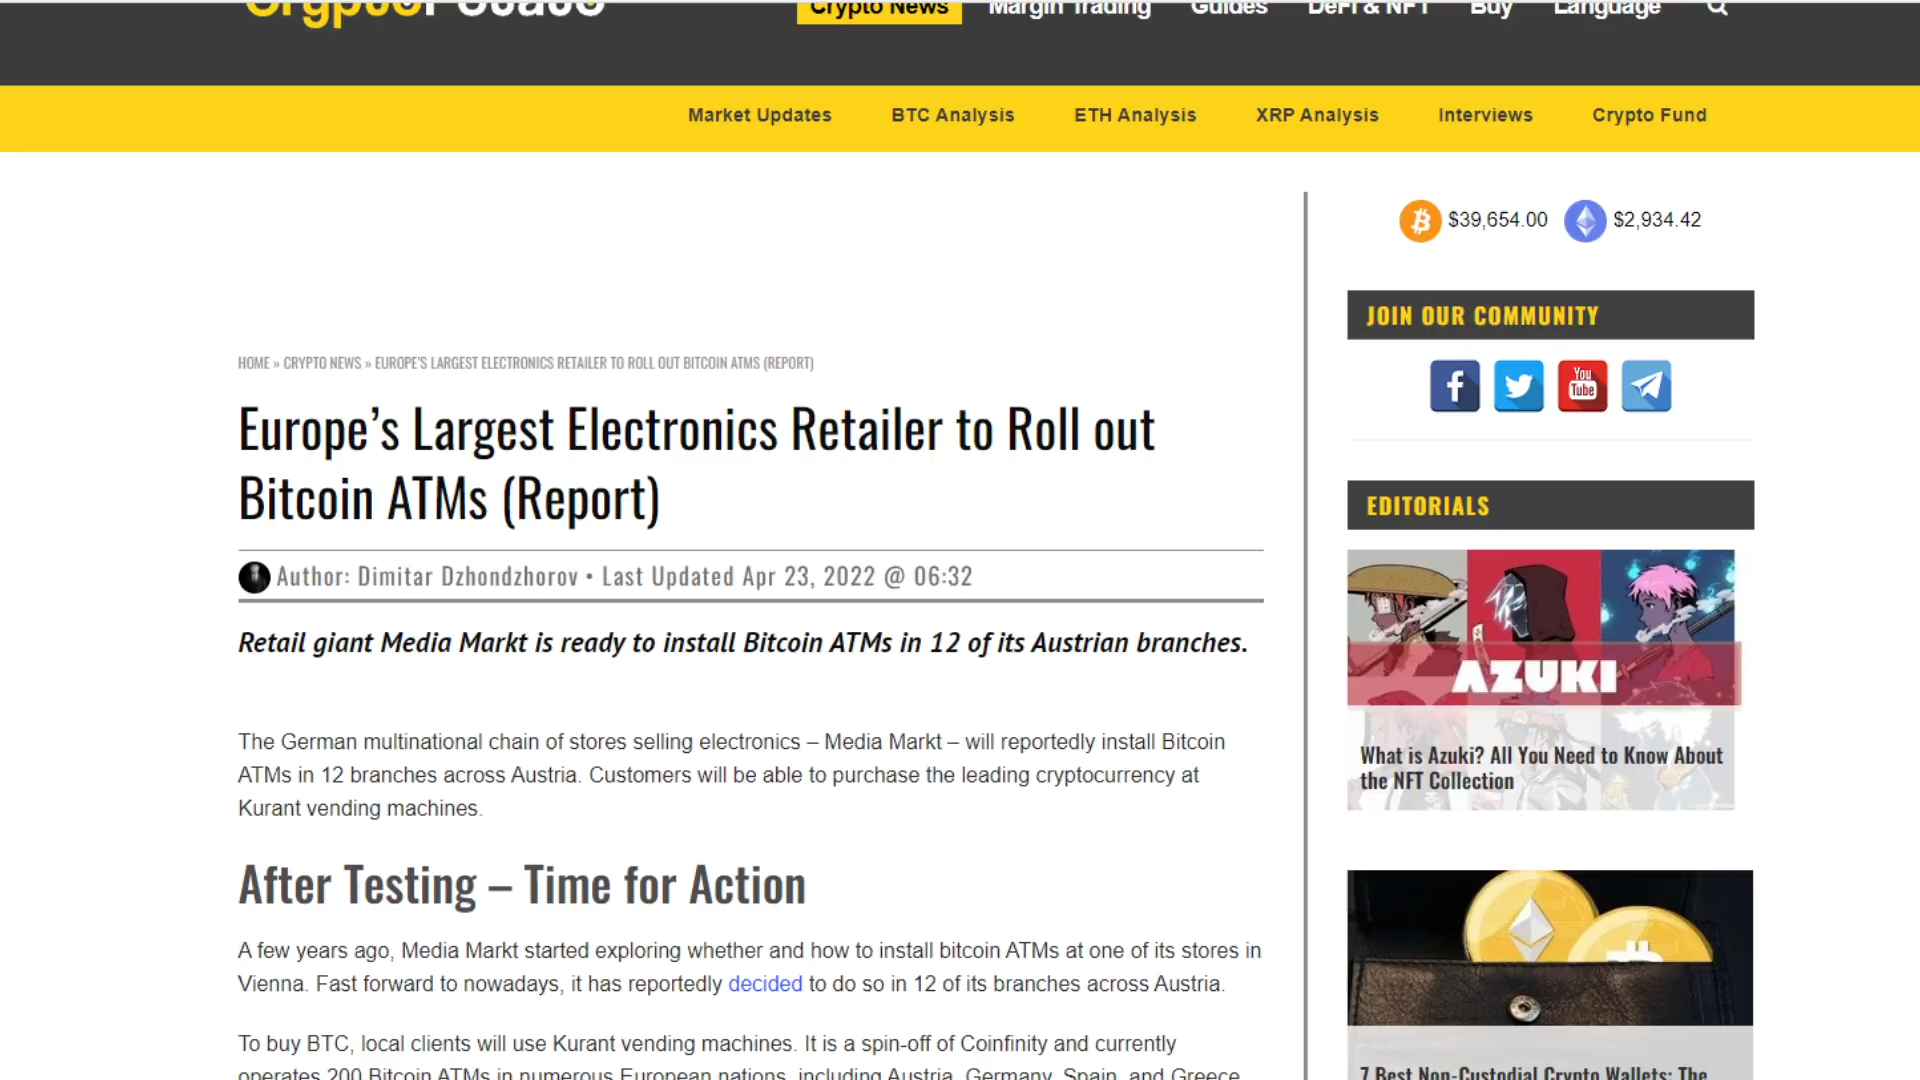 CryptoPotato
Crypto News Margin Trading Guides DeFi & NFT Buy Language
Market Updates BTC Analysis ETH Analysis XRP Analysis Interviews Crypto Fund
$39,654.00 $2,934.42
JOIN OUR COMMUNITY
You
Tube
HOME » CRYPTO NEWS » EUROPE'S LARGEST ELECTRONICS RETAILER TO ROLL OUT BITCOIN ATMS (REPORT)
Europe’s Largest Electronics Retailer to Roll out
Bitcoin ATMs (Report)
Author: Dimitar Dzhondzhorov • Last Updated Apr 23, 2022 @ 06:32
Retail giant Media Markt is ready to install Bitcoin ATMs in 12 of its Austrian branches.
The German multinational chain of stores selling electronics – Media Markt – will reportedly install Bitcoin
ATMs in 12 branches across Austria. Customers will be able to purchase the leading cryptocurrency at
Kurant vending machines.
After Testing – Time for Action
A few years ago, Media Markt started exploring whether and how to install bitcoin ATMs at one of its stores in
Vienna. Fast forward to nowadays, it has reportedly decided to do so in 12 of its branches across Austria.
To buy BTC, local clients will use Kurant vending machines. It is a spin-off of Coinfinity and currently
operates 200 Bitcoin ATMs in numerous European nations, including Austria, Germany, Spain, and Greece.
EDITORIALS
AZUKI
What is Azuki? All You Need to Know About
the NFT Collection
7 Best Non-Custodial Crypto Wallets: The